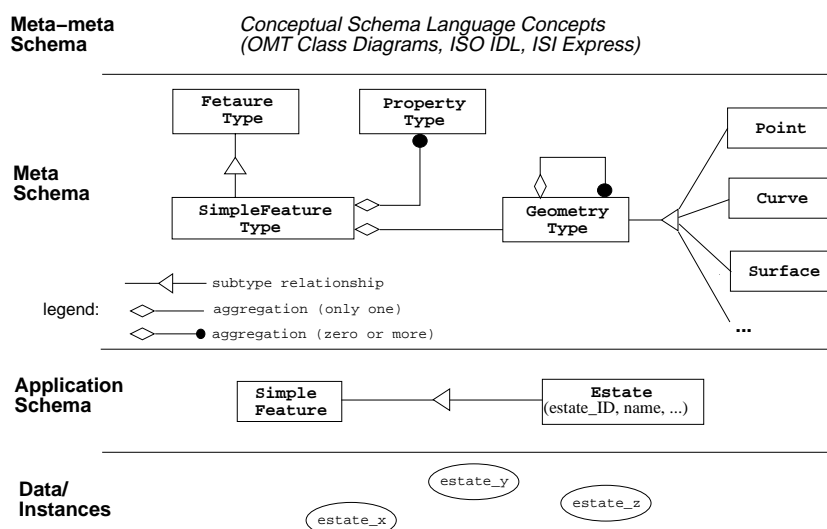 Meta−meta Schema
Conceptual Schema Language Concepts
(OMT Class Diagrams, ISO IDL, ISI Express)
Meta Schema
Fetaure Type
Property Type
Point
SimpleFeature Type
Geometry Type
Curve
Surface
...
legend:
subtype relationship
aggregation (only one)
aggregation (zero or more)
Application Schema
Simple Feature
Estate
(estate_ID, name, ...)
Data/ Instances
estate_y
estate_z
estate_x